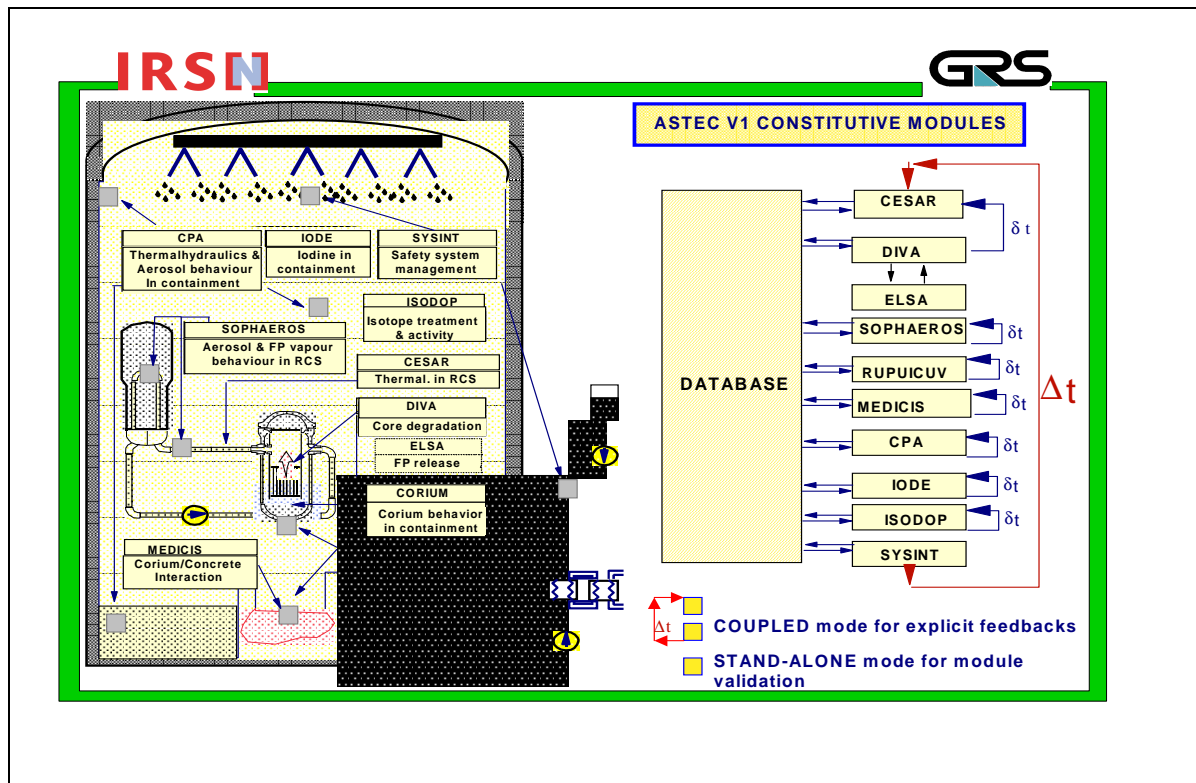 IRS[N]
GRS
ASTEC V1 CONSTITUTIVE MODULES
CPA
Thermalhydraulics &
Aerosol behaviour
In containment
IODE
Iodine in
containment
SYSINT
Safety system
management
ISODOP
Isotope treatment
& activity
SOPHAEROS
Aerosol & FP vapour
behaviour in RCS
CESAR
Thermal. in RCS
DIVA
Core degradation
ELSA
FP release
CORIUM
Corium behavior
in containment
MEDICIS
Corium/Concrete
Interaction
DATABASE
CESAR
δ t
DIVA
ELSA
SOPHAEROS
δt
RUPUICUV
δt
MEDICIS
δt
CPA
δt
IODE
δt
ISODOP
δt
SYSINT
Δt
Δt
COUPLED mode for explicit feedbacks
STAND-ALONE mode for module
validation